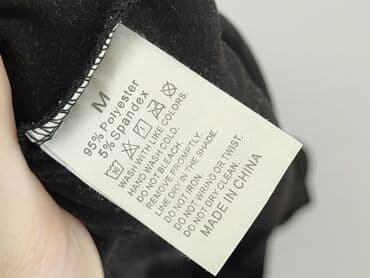 M
95% Polyester
5% Spandex
WASH WITH LIKE COLORS.
HAND WASH COLD.
DO NOT BLEACH.
REMOVE PROMPTLY.
LINE DRY IN THE SHADE.
DO NOT IRON.
DO NOT WRING OR TWIST.
DO NOT DRY CLEAN.
MADE IN CHINA